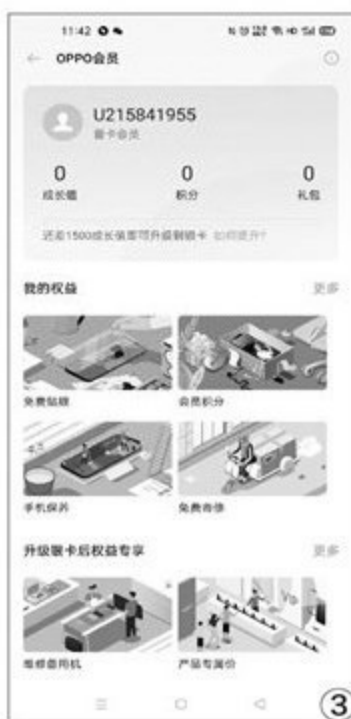 11:42
OPPO会员
U215841955
普卡会员
0 0 0
成长值 积分 礼包
还差1500成长值即可升级到银卡 如何提升?
我的权益 更多
免费贴膜 会员积分
手机保养 免费寄修
升级银卡后权益专享 更多
维修备用机 产品专属价
③